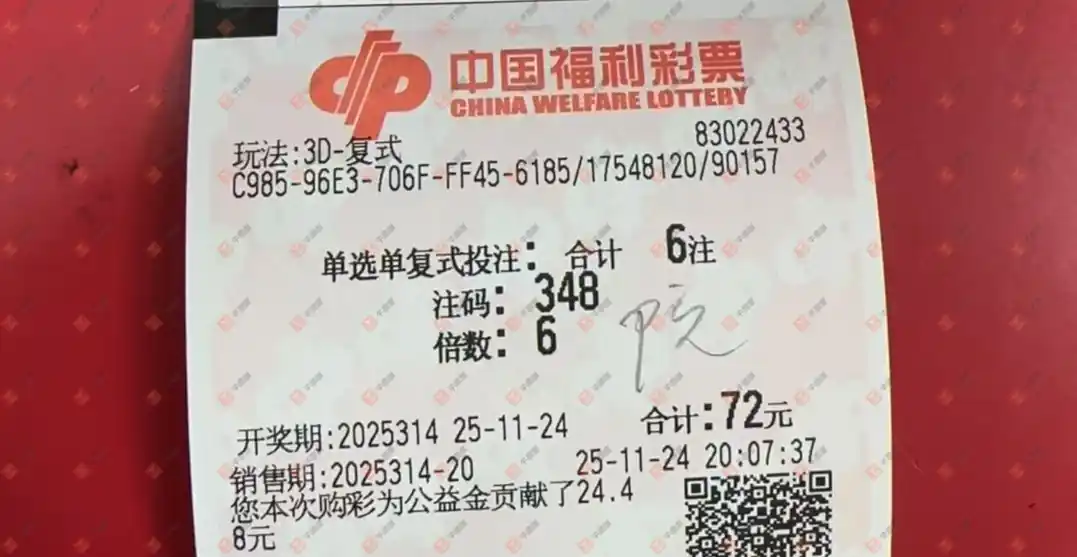 中国福利彩票
CHINA WELFARE LOTTERY
83022433
玩法:3D-复式
C985-96E3-706F-FF45-6185/17548120/90157
单选单复式投注: 合计 6注
注码: 348
倍数: 6
院
合计:72元
开奖期:2025314 25-11-24
销售期:2025314-20 25-11-24 20:07:37
您本次购彩为公益金贡献了24.4
8元